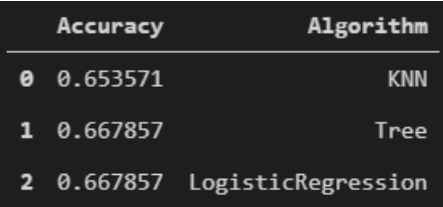 Accuracy Algorithm
0 0.653571 KNN
1 0.667857 Tree
2 0.667857 LogisticRegression